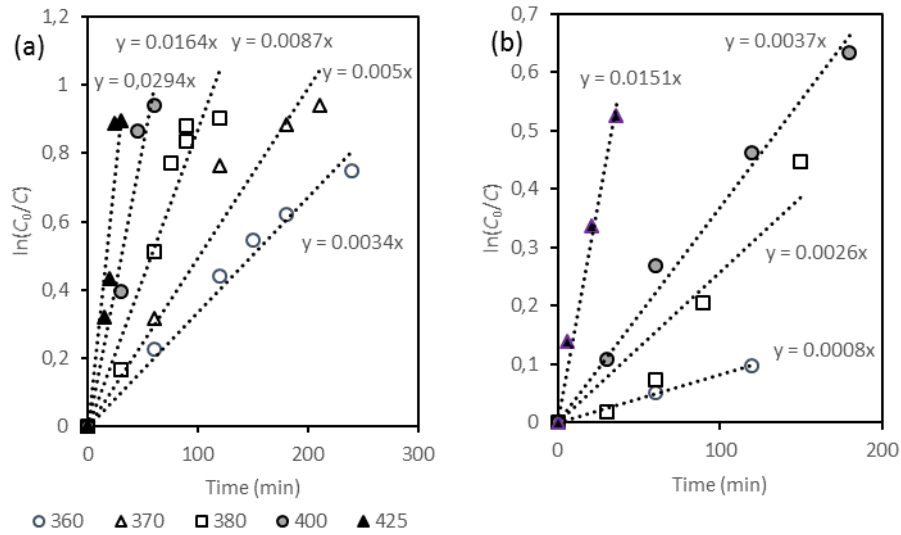 (a)
y = 0.0164x
y = 0.0087x
y = 0,0294x
y = 0.005x
y = 0.0034x
ln(C₀/C)
1,2
1
0,8
0,6
0,4
0,2
0
0
100
200
300
Time (min)
(b)
y = 0.0037x
y = 0.0151x
y = 0.0026x
y = 0.0008x
ln(C₀/C)
0,7
0,6
0,5
0,4
0,3
0,2
0,1
0
0
100
200
Time (min)
360 370 380 400 425